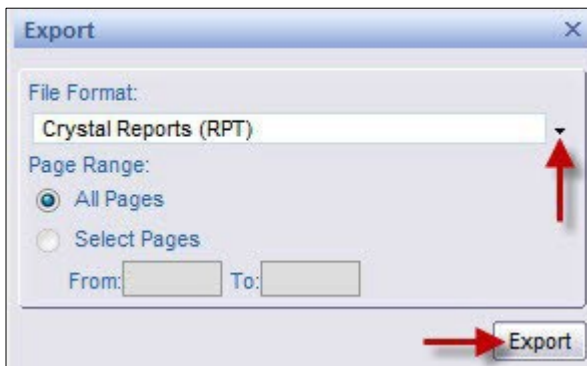 Export
File Format:
Crystal Reports (RPT)
Page Range:
All Pages
Select Pages
From: To:
Export